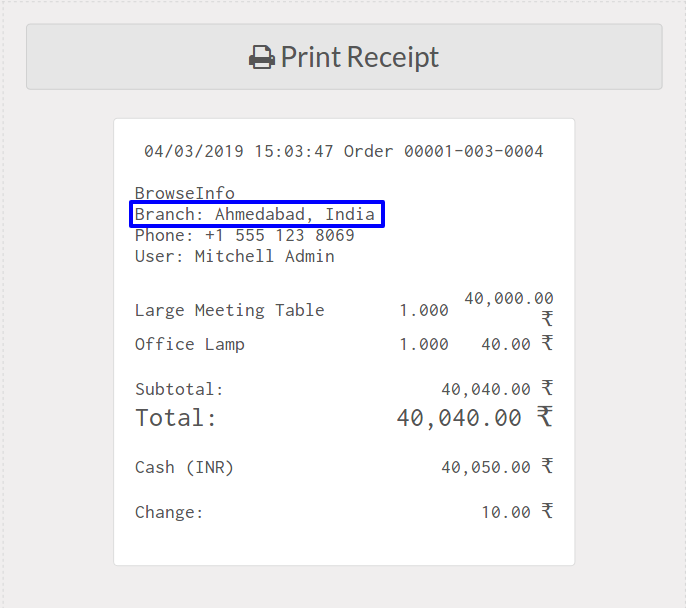 Print Receipt
04/03/2019 15:03:47 Order 00001-003-0004
BrowseInfo
Branch: Ahmedabad, India
Phone: +1 555 123 8069
User: Mitchell Admin
Large Meeting Table 1.000 40,000.00 ₹
Office Lamp 1.000 40.00 ₹
Subtotal: 40,040.00 ₹
Total: 40,040.00 ₹
Cash (INR) 40,050.00 ₹
Change: 10.00 ₹